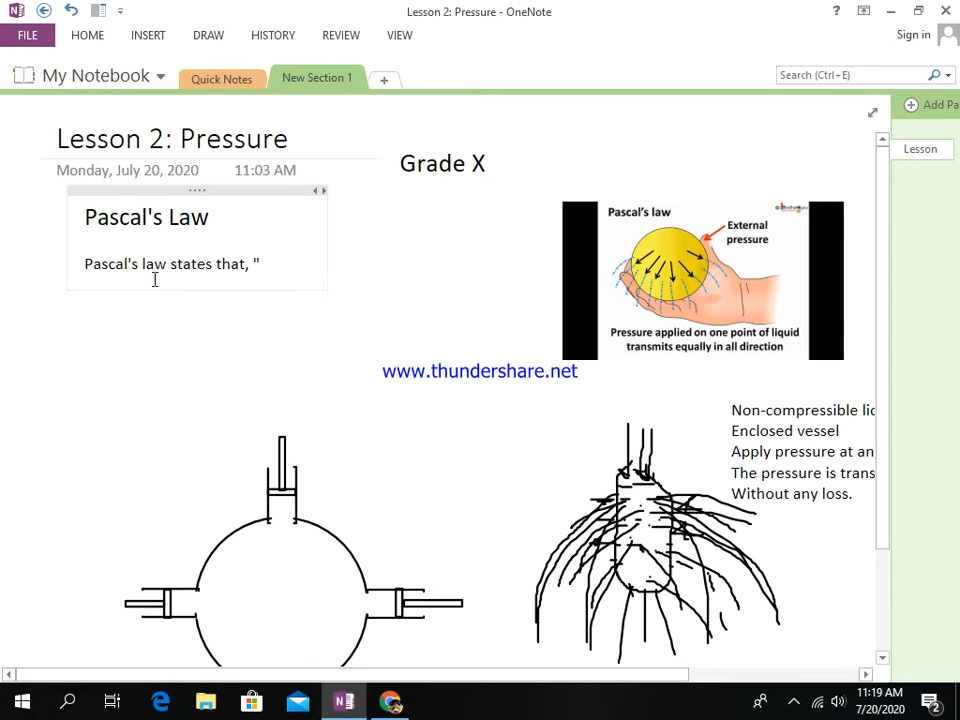 Lesson 2: Pressure - OneNote
?
Sign in
FILE HOME INSERT DRAW HISTORY REVIEW VIEW
My Notebook
Quick Notes
New Section 1
Search (Ctrl+E)
Add Pa
Lesson
Lesson 2: Pressure
Monday, July 20, 2020 11:03 AM
Grade X
Pascal's Law
Pascal's law states that, "
Pascal's law
External
pressure
Pressure applied on one point of liquid
transmits equally in all direction
www.thundershare.net
Non-compressible lic
Enclosed vessel
Apply pressure at an
The pressure is trans
Without any loss.
11:19 AM
7/20/2020
2